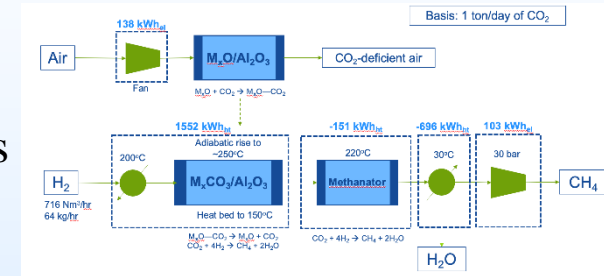 138 kWhel
Basis: 1 ton/day of CO2
Air
MxO/Al2O3
CO2-deficient air
Fan
MxO + CO2 → MxO—CO2
s
1552 kWhht
-151 kWhht
-696 kWhht
103 kWhel
Adiabatic rise to
~250°C
200°C
220°C
30°C
30 bar
H2
MxCO3/Al2O3
Methanator
CH4
716 Nm3/hr
64 kg/hr
Heat bed to 150°C
MxO—CO2 → MxO + CO2
CO2 + 4H2 → CH4 + 2H2O
CO2 + 4H2 → CH4 + 2H2O
H2O